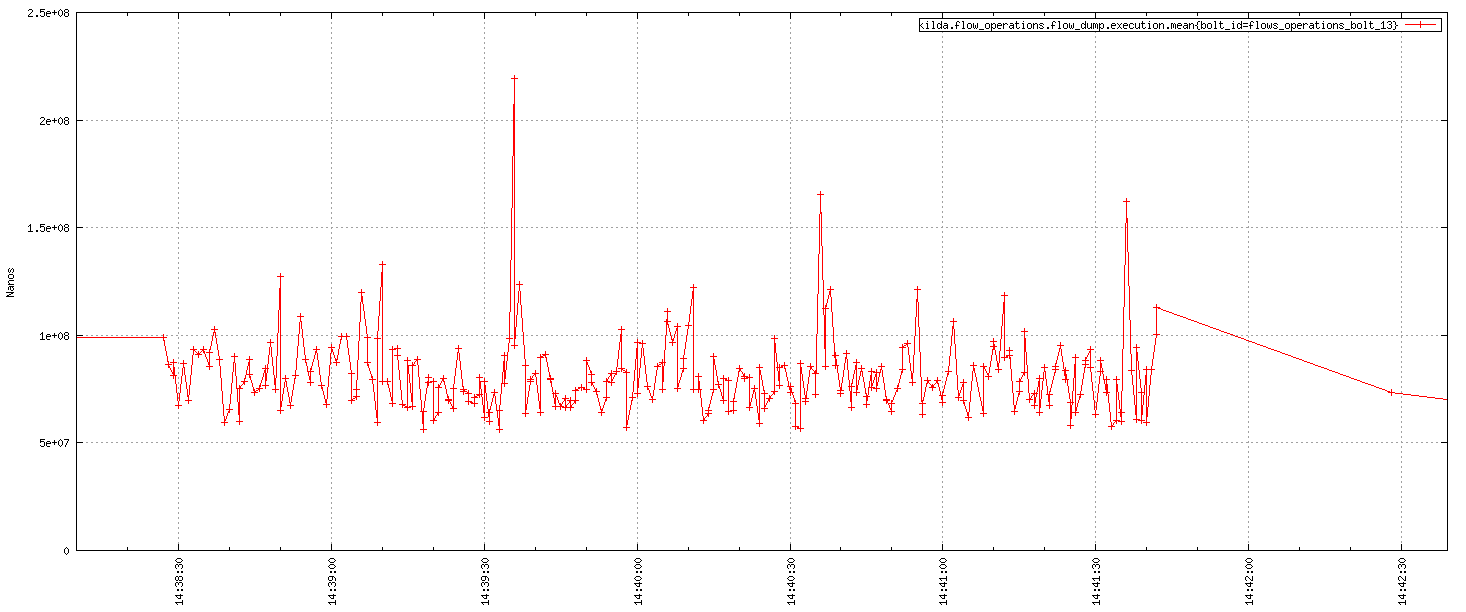 kilda.flow_operations.flow_dump.execution.mean{bolt_id=flows_operations_bolt_13}
2.5e+08
2e+08
1.5e+08
1e+08
5e+07
0
Nanos
14:38:30
14:39:00
14:39:30
14:40:00
14:40:30
14:41:00
14:41:30
14:42:00
14:42:30